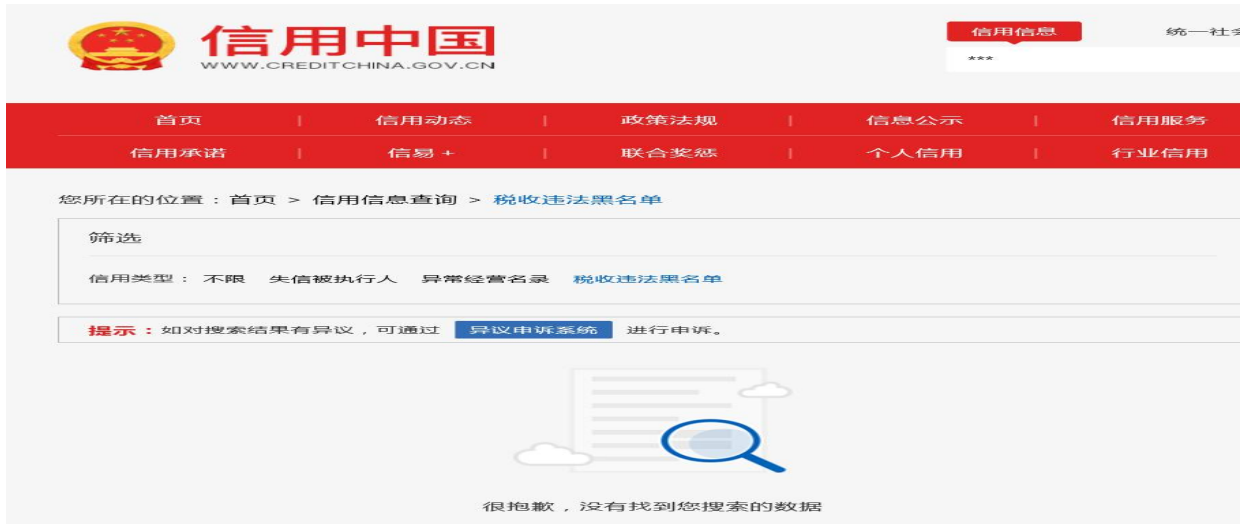 信用中国
WWW.CREDITCHINA.GOV.CN
信用信息 统一社会
***
首页 | 信用动态 | 政策法规 | 信息公示 | 信用服务
信用承诺 | 信易+ | 联合奖惩 | 个人信用 | 行业信用
您所在的位置：首页 > 信用信息查询 > 税收违法黑名单
筛选
信用类型： 不限 失信被执行人 异常经营名录 税收违法黑名单
提示：如对搜索结果有异议，可通过 异议申诉系统 进行申诉。
很抱歉，没有找到您搜索的数据